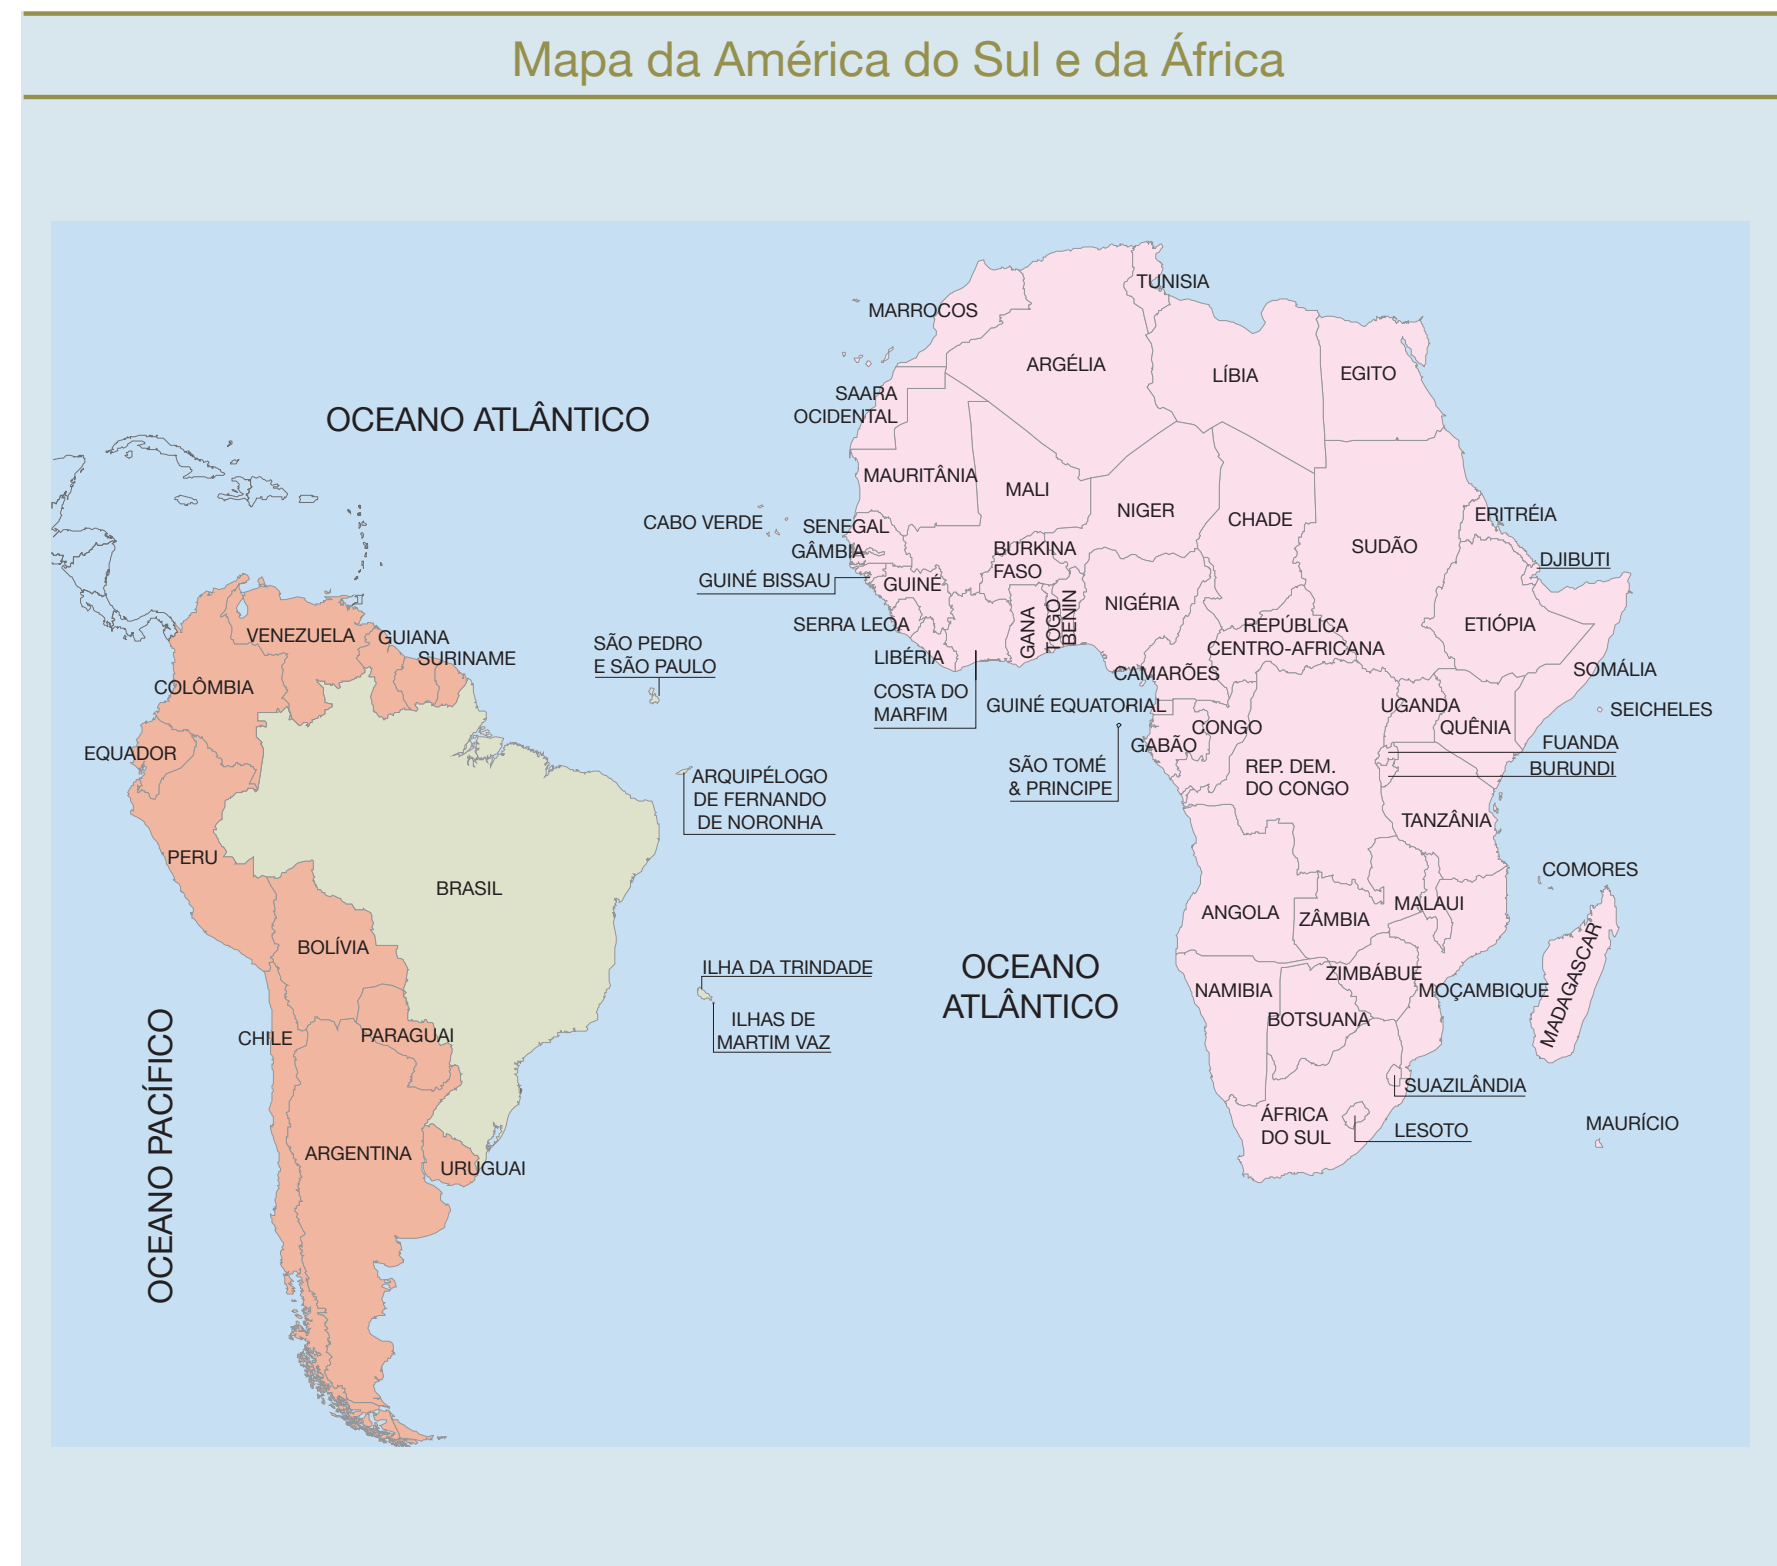 Mapa da América do Sul e da África
OCEANO ATLÂNTICO
VENEZUELA
GUIANA
SURINAME
COLÔMBIA
EQUADOR
PERU
BRASIL
BOLÍVIA
PARAGUAI
CHILE
ARGENTINA
URUGUAI
OCEANO PACÍFICO
SÃO PEDRO
E SÃO PAULO
ARQUIPÉLOGO
DE FERNANDO
DE NORONHA
ILHA DA TRINDADE
ILHAS DE
MARTIM VAZ
OCEANO
ATLÂNTICO
TUNISIA
MARROCOS
ARGÉLIA
LÍBIA
EGITO
SAARA
OCIDENTAL
MAURITÂNIA
MALI
NIGER
CHADE
SUDÃO
ERITRÉIA
DJIBUTI
CABO VERDE
SENEGAL
GÂMBIA
GUINÉ BISSAU
GUINÉ
BURKINA
FASO
SERRA LEOA
LIBÉRIA
COSTA DO
MARFIM
GANA
TOGO
BENIN
NIGÉRIA
REPÚBLICA
CENTRO-AFRICANA
ETIÓPIA
SOMÁLIA
CAMARÕES
GUINÉ EQUATORIAL
SÃO TOMÉ
& PRINCIPE
GABÃO
CONGO
REP. DEM.
DO CONGO
UGANDA
QUÊNIA
SEICHELES
FUANDA
BURUNDI
TANZÂNIA
COMORES
ANGOLA
ZÂMBIA
MALAUI
MOÇAMBIQUE
MADAGASCAR
NAMIBIA
ZIMBÁBUE
BOTSUANA
SUAZILÂNDIA
ÁFRICA
DO SUL
LESOTO
MAURÍCIO